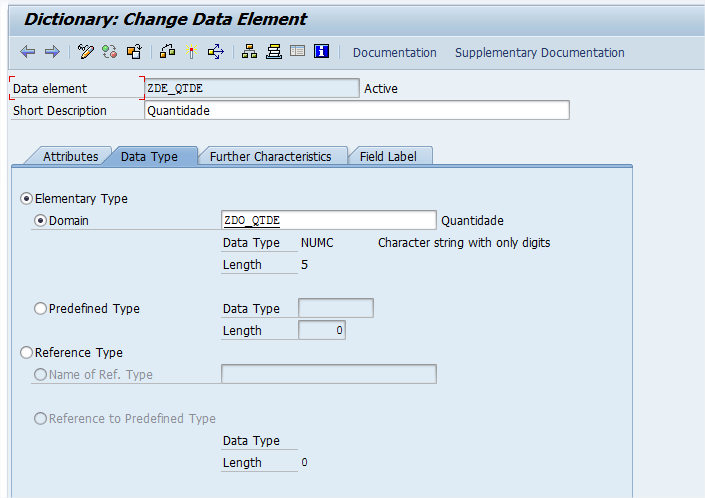 Dictionary: Change Data Element
Documentation Supplementary Documentation
Data element ZDE_QTDE Active
Short Description Quantidade
Attributes Data Type Further Characteristics Field Label
Elementary Type
Domain ZDO_QTDE Quantidade
Data Type NUMC Character string with only digits
Length 5
Predefined Type Data Type
Length 0
Reference Type
Name of Ref. Type
Reference to Predefined Type
Data Type
Length 0